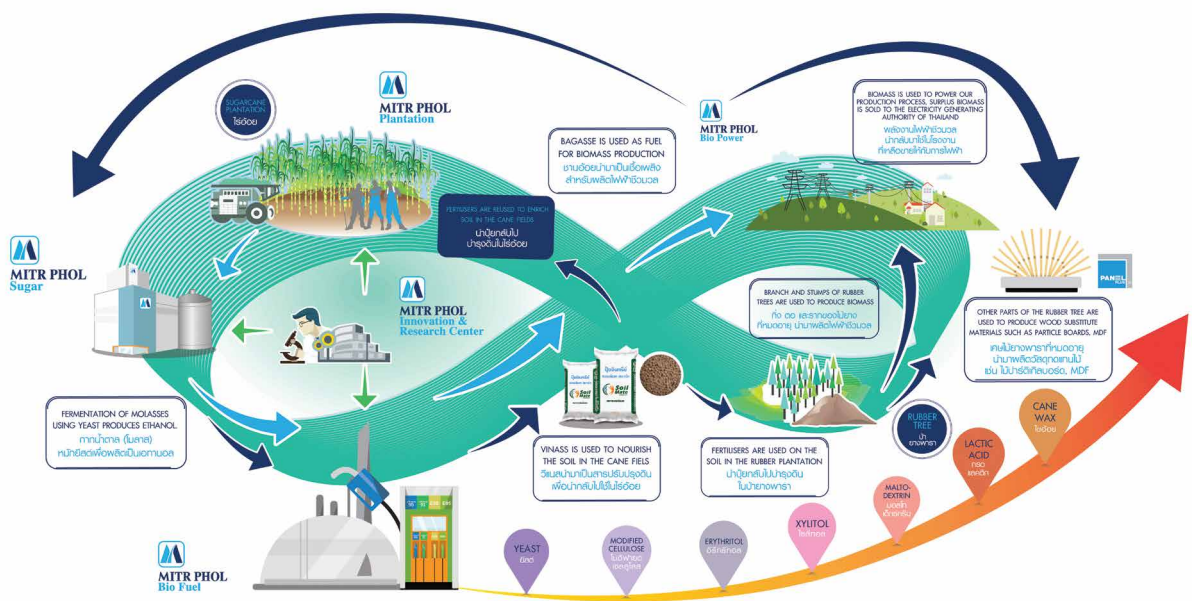 SUGARCANE
PLANTATION
ไร่อ้อย
MITR PHOL
Plantation
MITR PHOL
Bio Power
BIOMASS IS USED TO POWER OUR
PRODUCTION PROCESS, SURPLUS BIOMASS
IS SOLD TO THE ELECTRICITY GENERATING
AUTHORITY OF THAILAND
พลังงานไฟฟ้าชีวมวล
นำกลับมาใช้ในโรงงาน
ที่เหลือขายให้กับการไฟฟ้า
BAGASSE IS USED AS FUEL
FOR BIOMASS PRODUCTION
ชานอ้อยนำมาเป็นเชื้อเพลิง
สำหรับผลิตไฟฟ้าชีวมวล
FERTILISERS ARE REUSED TO ENRICH
SOIL IN THE CANE FIELDS
นำปุ๋ยกลับไป
บำรุงดินในไร่อ้อย
MITR PHOL
Sugar
MITR PHOL
Innovation &
Research Center
BRANCH AND STUMPS OF RUBBER
TREES ARE USED TO PRODUCE BIOMASS
กิ่ง ตอ และรากของไม้ยาง
ที่หมดอายุ นำมาผลิตไฟฟ้าชีวมวล
PANEL
PLUS
OTHER PARTS OF THE RUBBER TREE ARE
USED TO PRODUCE WOOD SUBSTITUTE
MATERIALS SUCH AS PARTICLE BOARDS, MDF
เศษไม้ยางพาราที่หมดอายุ
นำมาผลิตวัสดุทดแทนไม้
เช่น ไม้ปาร์ติเกิลบอร์ด, MDF
Soil
Mate
FERMENTATION OF MOLASSES
USING YEAST PRODUCES ETHANOL
กากน้ำตาล (โมลาส)
หมักยีสต์เพื่อผลิตเป็นเอทานอล
VINASS IS USED TO NOURISH
THE SOIL IN THE CANE FIELS
วีแนสนำมาเป็นสารปรับปรุงดิน
เพื่อนำกลับไปใช้ในไร่อ้อย
FERTIUSERS ARE USED ON THE
SOIL IN THE RUBBER PLANTATION
นำปุ๋ยไปบำรุงดิน
ในป่ายางพารา
RUBBER
TREE
ป่า
ยางพารา
MITR PHOL
Bio Fuel
YEAST
ยีสต์
MODIFIED
CELLULOSE
โมดิฟายด์
เซลลูโลส
ERYTHRITOL
อิริทริทอล
XYLITOL
ไซลิทอล
MALTO-
DEXTRIN
มอลโท
เด็กซ์ทริน
LACTIC
ACID
กรด
แลคติก
CANE
WAX
ไขอ้อย